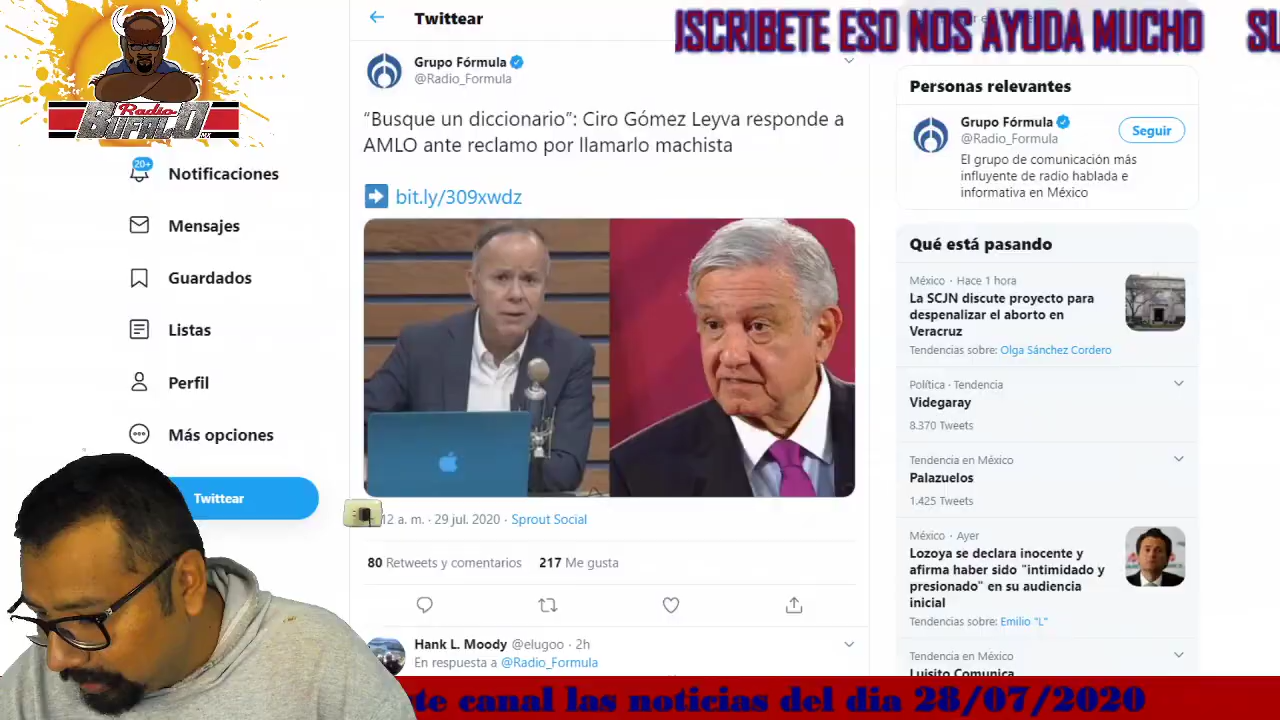 Radio
BUFALO
Twittear
SCRIBETE ESO NOS AYUDA MUCHO
Notificaciones
20+
Mensajes
Guardados
Listas
Perfil
Más opciones
Twittear
Grupo Fórmula
@Radio_Formula
“Busque un diccionario”: Ciro Gómez Leyva responde a
AMLO ante reclamo por llamarlo machista
bit.ly/309xwdz
12 a. m. · 29 jul. 2020 · Sprout Social
80 Retweets y comentarios 217 Me gusta
Hank L. Moody @elugoo · 2h
En respuesta a @Radio_Formula
Personas relevantes
Grupo Fórmula
@Radio_Formula
Seguir
El grupo de comunicación más
influyente de radio hablada e
informativa en México
Qué está pasando
México · Hace 1 hora
La SCJN discute proyecto para
despenalizar el aborto en
Veracruz
Tendencias sobre: Olga Sánchez Cordero
Política · Tendencia
Videgaray
8.370 Tweets
Tendencia en México
Palazuelos
1.425 Tweets
México · Ayer
Lozoya se declara inocente y
afirma haber sido "intimidado y
presionado" en su audiencia
inicial
Tendencias sobre: Emilio "L"
Tendencia en México
Luisito Comunica
te canal las noticias del dia 28/07/2020